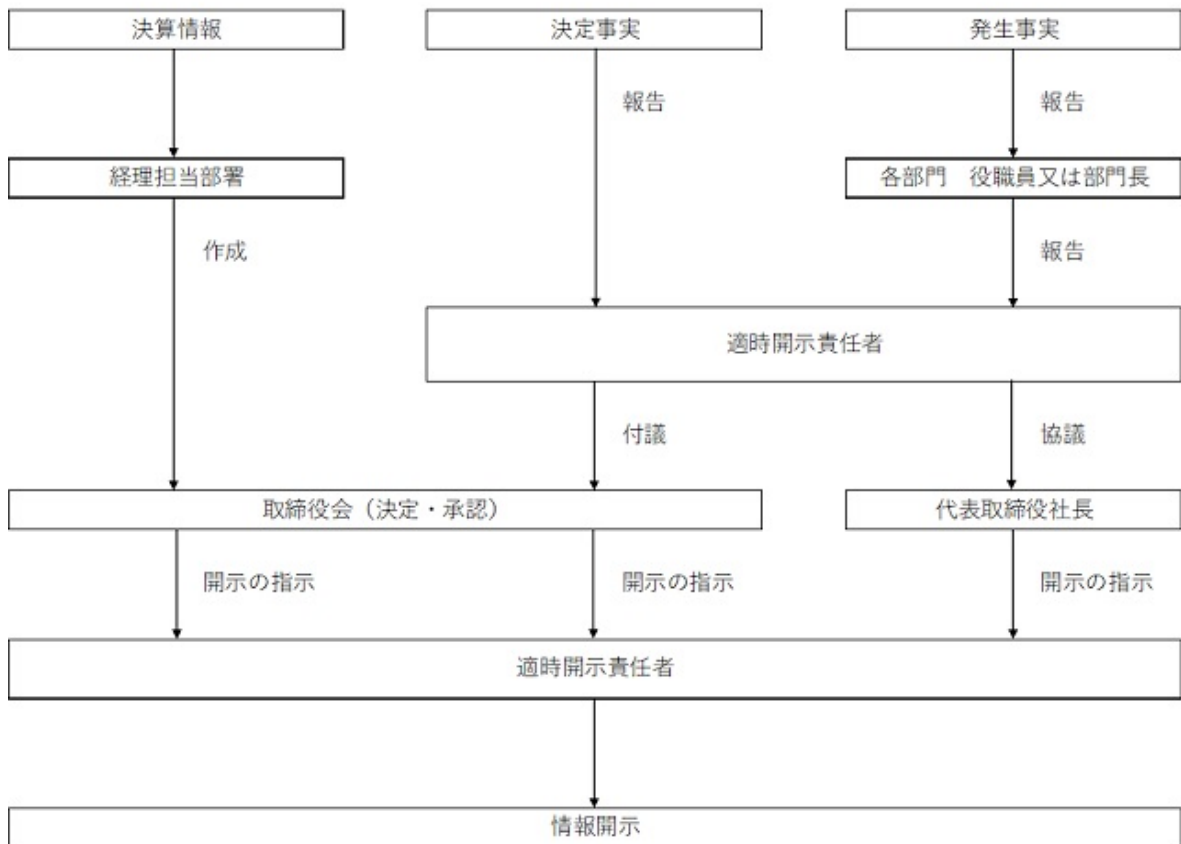 決算情報
決定事実
発生事実
報告
報告
経理担当部署
各部門　役職員又は部門長
作成
報告
適時開示責任者
付議
協議
取締役会（決定・承認）
代表取締役社長
開示の指示
開示の指示
開示の指示
適時開示責任者
情報開示